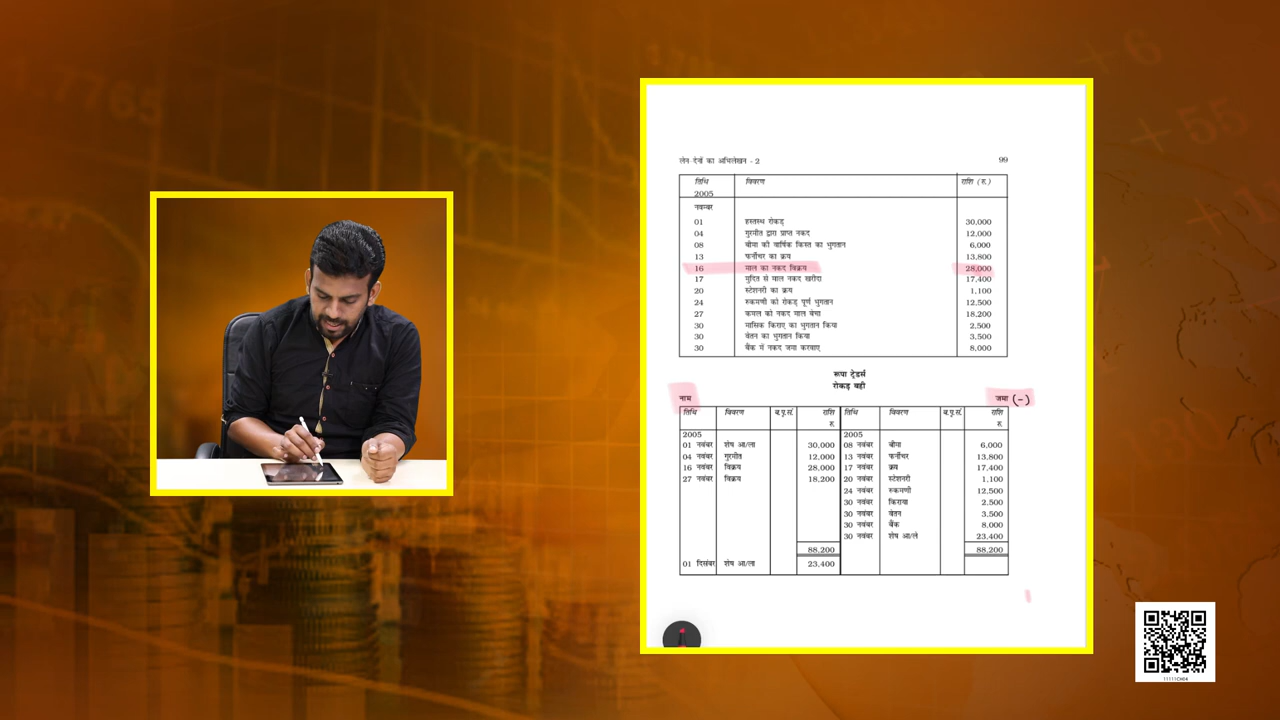 लेन-देनों का अभिलेखन - 2 99
तिथि विवरण राशि (रु.)
2005
नवम्बर
01 हस्तस्थ रोकड़ 30,000
04 गुरमीत द्वारा प्राप्त नकद 12,000
08 बीमा की वार्षिक किस्त का भुगतान 6,000
13 फर्नीचर का क्रय 13,800
16 माल का नकद विक्रय 28,000
17 मुदित से माल नकद खरीदा 17,400
20 स्टेशनरी का क्रय 1,100
24 रुकमणी को रोकड़ पूर्ण भुगतान 12,500
27 कमल को नकद माल बेचा 18,200
30 मासिक किराए का भुगतान किया 2,500
30 वेतन का भुगतान किया 3,500
30 बैंक में नकद जमा करवाए 8,000
रूपा ट्रेडर्स
रोकड़ बही
नाम जमा (-)
तिथि विवरण ब.पृ.सं. राशि तिथि विवरण ब.पृ.सं. राशि
रु. रु.
2005 2005
01 नवंबर शेष आ/ला 30,000 08 नवंबर बीमा 6,000
04 नवंबर गुरमीत 12,000 13 नवंबर फर्नीचर 13,800
16 नवंबर विक्रय 28,000 17 नवंबर क्रय 17,400
27 नवंबर विक्रय 18,200 20 नवंबर स्टेशनरी 1,100
24 नवंबर रुकमणी 12,500
30 नवंबर किराया 2,500
30 नवंबर वेतन 3,500
30 नवंबर बैंक 8,000
30 नवंबर शेष आ/ले 23,400
88,200 88,200
01 दिसंबर शेष आ/ला 23,400